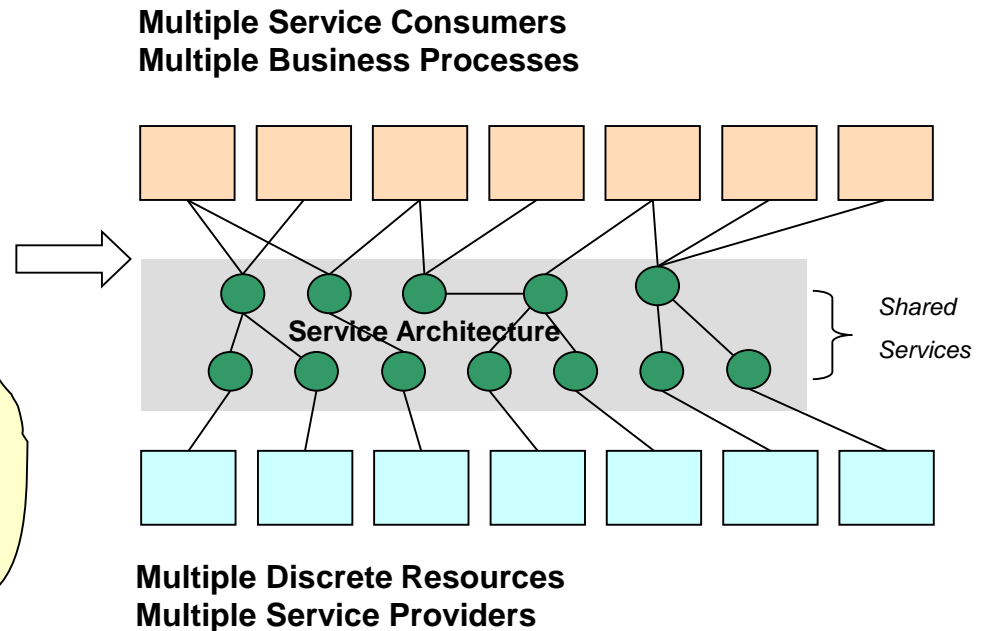 Multiple Service Consumers
Multiple Business Processes
Shared
Services
Service Architecture
Multiple Discrete Resources
Multiple Service Providers